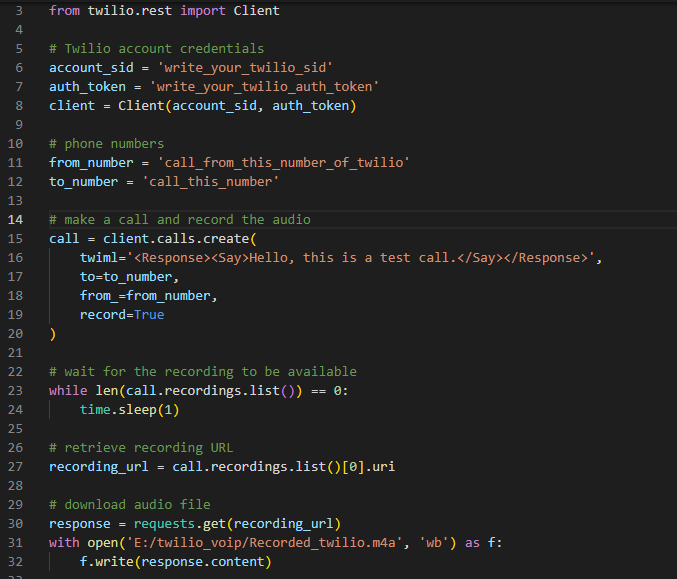 3 from twilio.rest import Client
4
5 # Twilio account credentials
6 account_sid = 'write_your_twilio_sid'
7 auth_token = 'write_your_twilio_auth_token'
8 client = Client(account_sid, auth_token)
9
10 # phone numbers
11 from_number = 'call_from_this_number_of_twilio'
12 to_number = 'call_this_number'
13
14 # make a call and record the audio
15 call = client.calls.create(
16     twiml='<Response><Say>Hello, this is a test call.</Say></Response>',
17     to=to_number,
18     from_=from_number,
19     record=True
20 )
21
22 # wait for the recording to be available
23 while len(call.recordings.list()) == 0:
24     time.sleep(1)
25
26 # retrieve recording URL
27 recording_url = call.recordings.list()[0].uri
28
29 # download audio file
30 response = requests.get(recording_url)
31 with open('E:/twilio_voip/Recorded_twilio.m4a', 'wb') as f:
32     f.write(response.content)